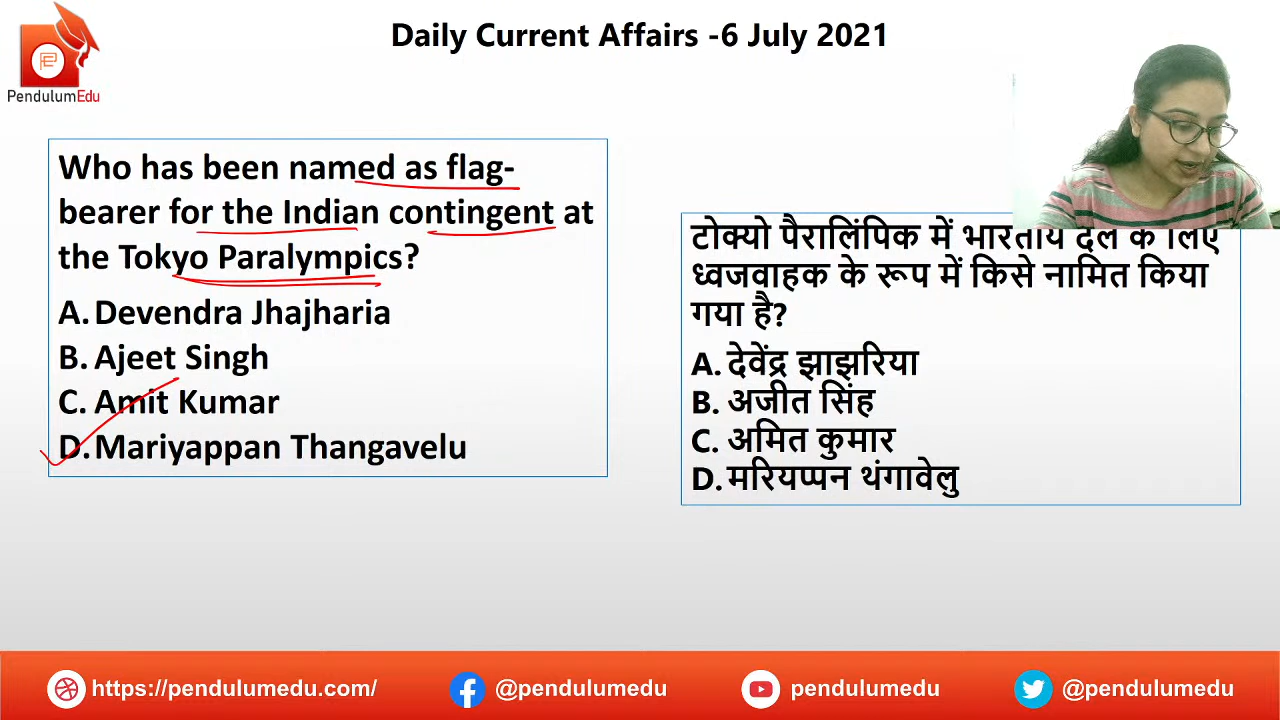 Daily Current Affairs -6 July 2021
PendulumEdu
Who has been named as flag-
bearer for the Indian contingent at
the Tokyo Paralympics?
A. Devendra Jhajharia
B. Ajeet Singh
C. Amit Kumar
D. Mariyappan Thangavelu
टोक्यो पैरालिंपिक में भारतीय दल के लिए
ध्वजवाहक के रूप में किसे नामित किया
गया है?
A. देवेंद्र झाझरिया
B. अजीत सिंह
C. अमित कुमार
D. मरियप्पन थंगावेलु
https://pendulumedu.com/
@pendulumedu
pendulumedu
@pendulumedu